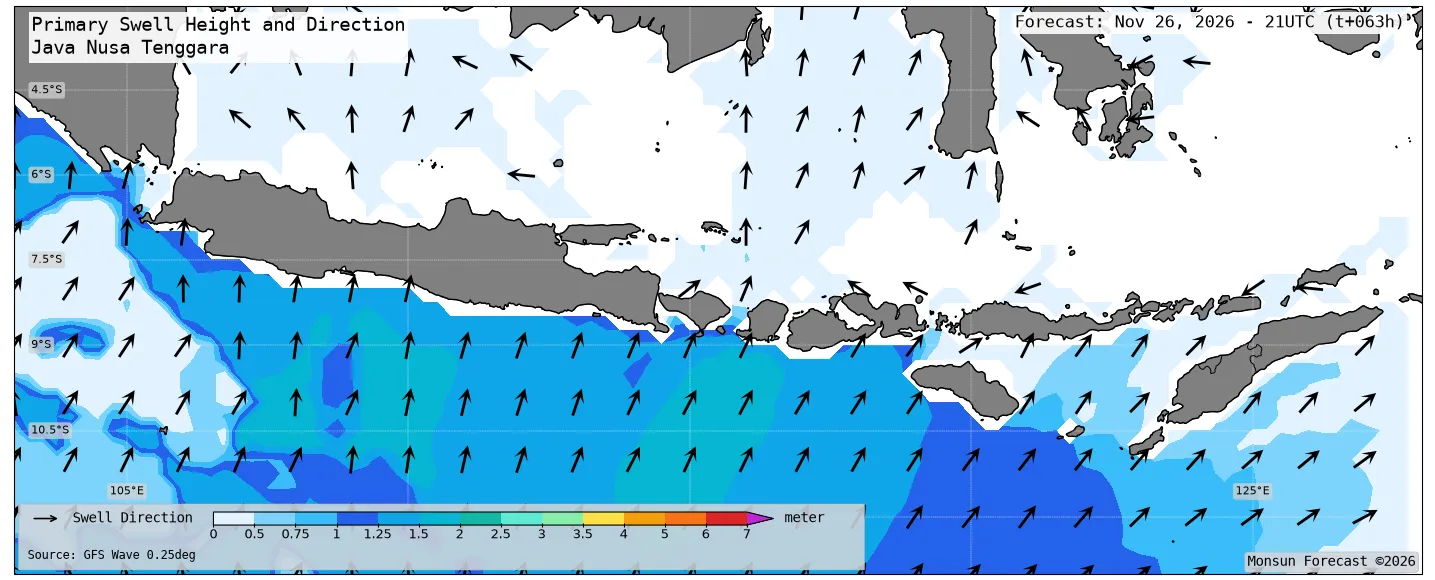 Primary Swell Height and Direction
Java Nusa Tenggara
Forecast: Nov 26, 2026 - 21UTC (t+063h)
4.5°S
6°S
7.5°S
9°S
10.5°S
105°E
125°E
Swell Direction
0 0.5 0.75 1 1.25 1.5 2 2.5 3 3.5 4 5 6 7
meter
Source: GFS Wave 0.25deg
Monsun Forecast ©2026